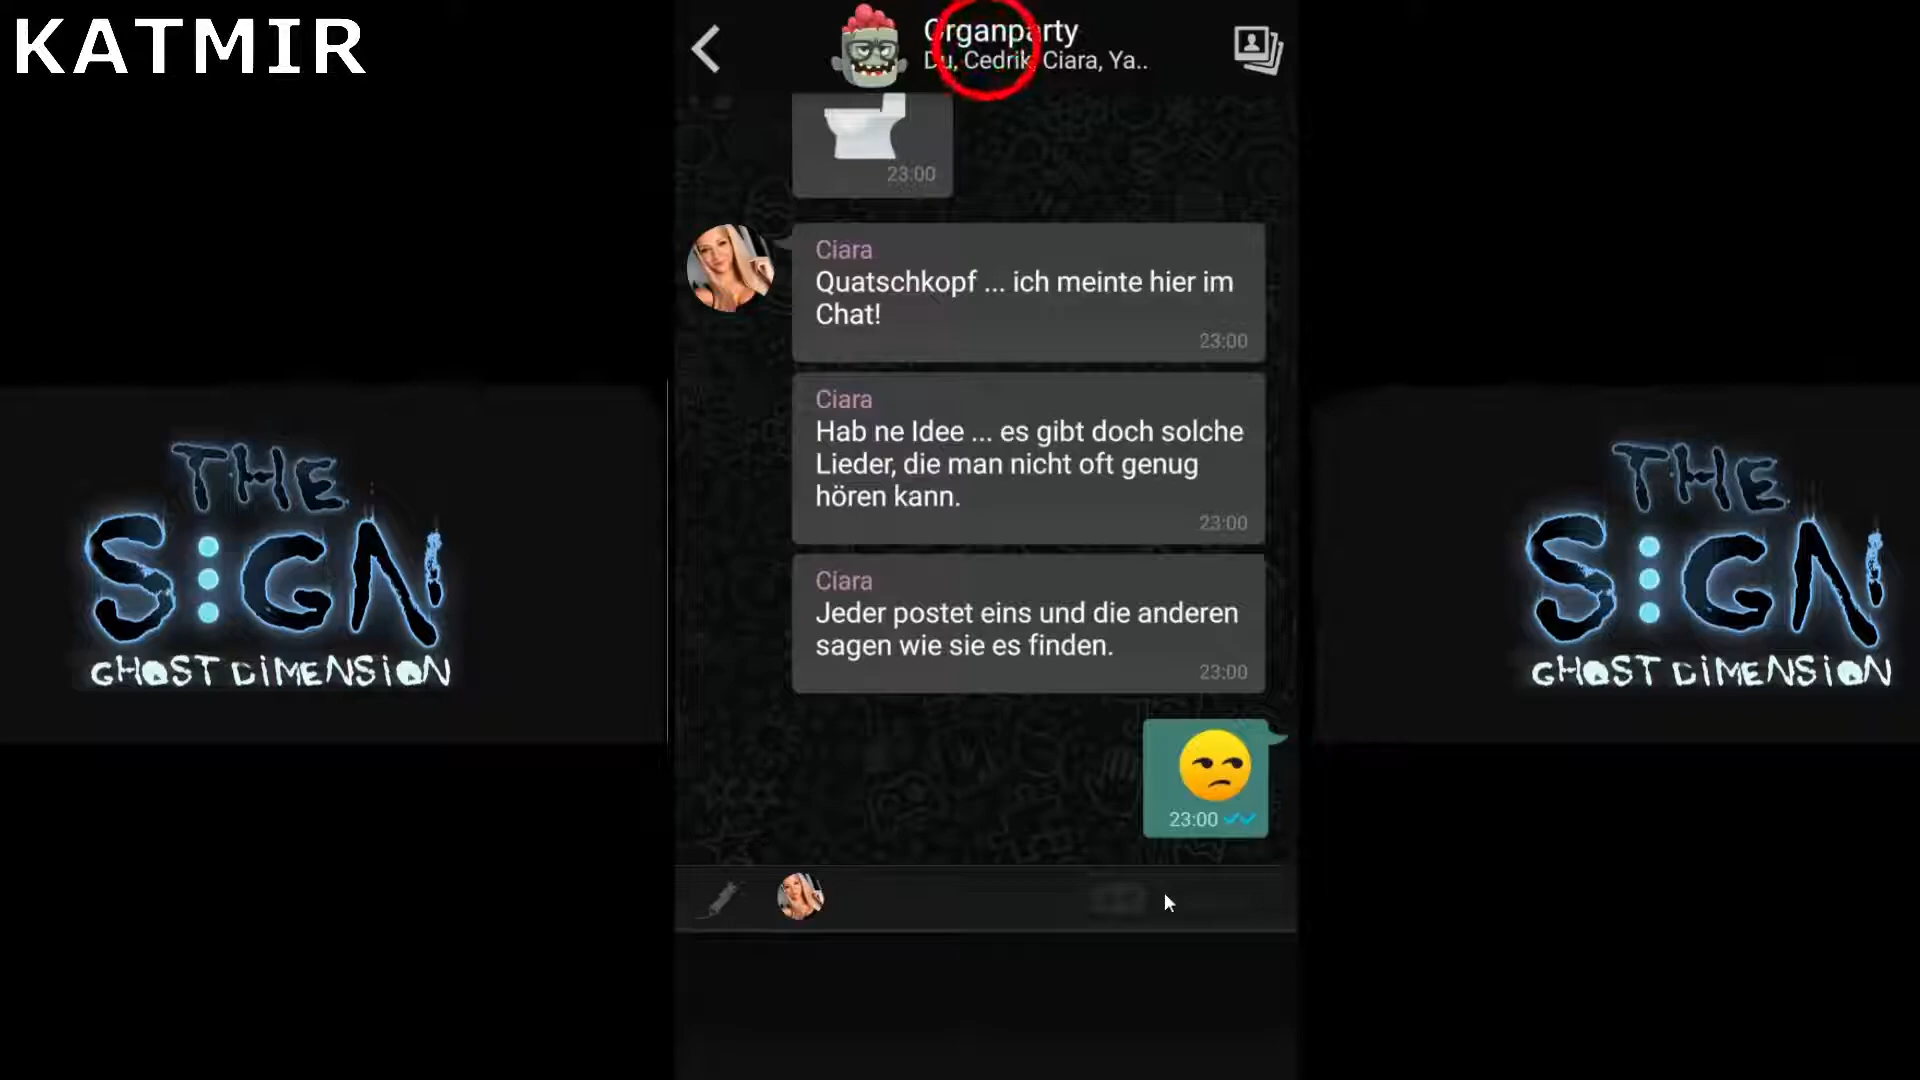 KATMIR
Organparty
Du, Cedrik, Ciara, Ya..
23:00
Ciara
Quatschkopf ... ich meinte hier im
Chat!
23:00
Ciara
Hab ne Idee ... es gibt doch solche
Lieder, die man nicht oft genug
hören kann.
23:00
Ciara
Jeder postet eins und die anderen
sagen wie sie es finden.
23:00
23:00
THE
SIGN
GHOST DiMENSiON
THE
SIGN
GHOST DiMENSiON